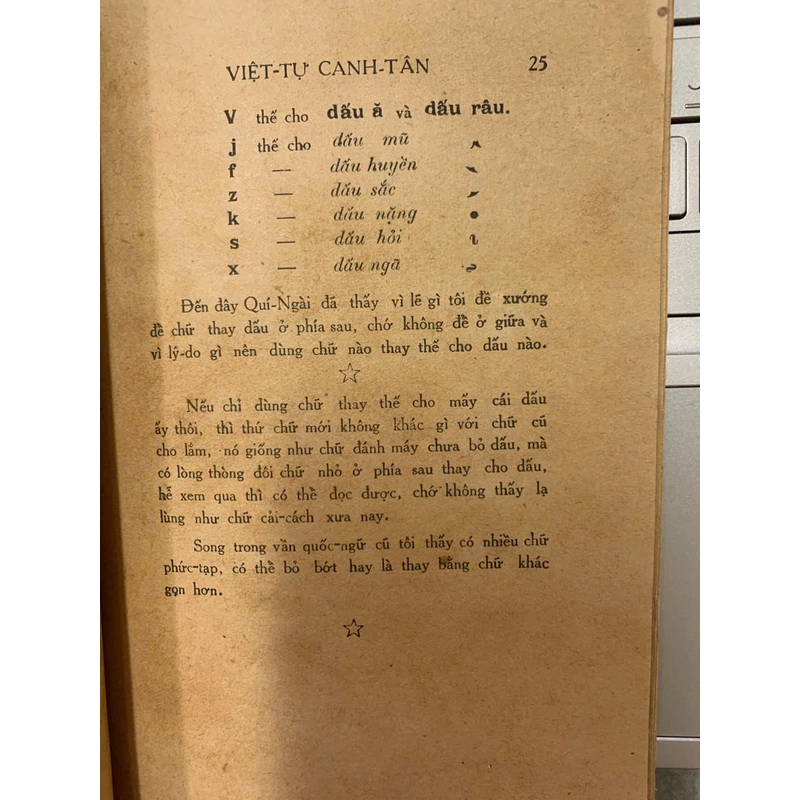 VIỆT-TỰ CANH-TÂN 25
V thế cho dấu ă và dấu râu.
j thế cho dấu mũ ^
f — dấu huyền `
z — dấu sắc ´
k — dấu nặng •
s — dấu hỏi ̉
x — dấu ngã ~
Đến đây Quí-Ngài đã thấy vì lẽ gì tôi đề xướng
để chữ thay dấu ở phía sau, chớ không để ở giữa và
vì lý-do gì nên dùng chữ nào thay thế cho dấu nào.
☆
Nếu chỉ dùng chữ thay thế cho mấy cái dấu
ấy thôi, thì thứ chữ mới không khác gì với chữ cũ
cho lắm, nó giống như chữ đánh máy chưa bỏ dấu, mà
có lòng thòng đôi chữ nhỏ ở phía sau thay cho dấu,
hễ xem qua thì có thể đọc được, chớ không thấy lạ
lùng như chữ cải-cách xưa nay.
Song trong vần quốc-ngữ cũ tôi thấy có nhiều chữ
phức-tạp, có thể bỏ bớt hay là thay bằng chữ khác
gọn hơn.
☆